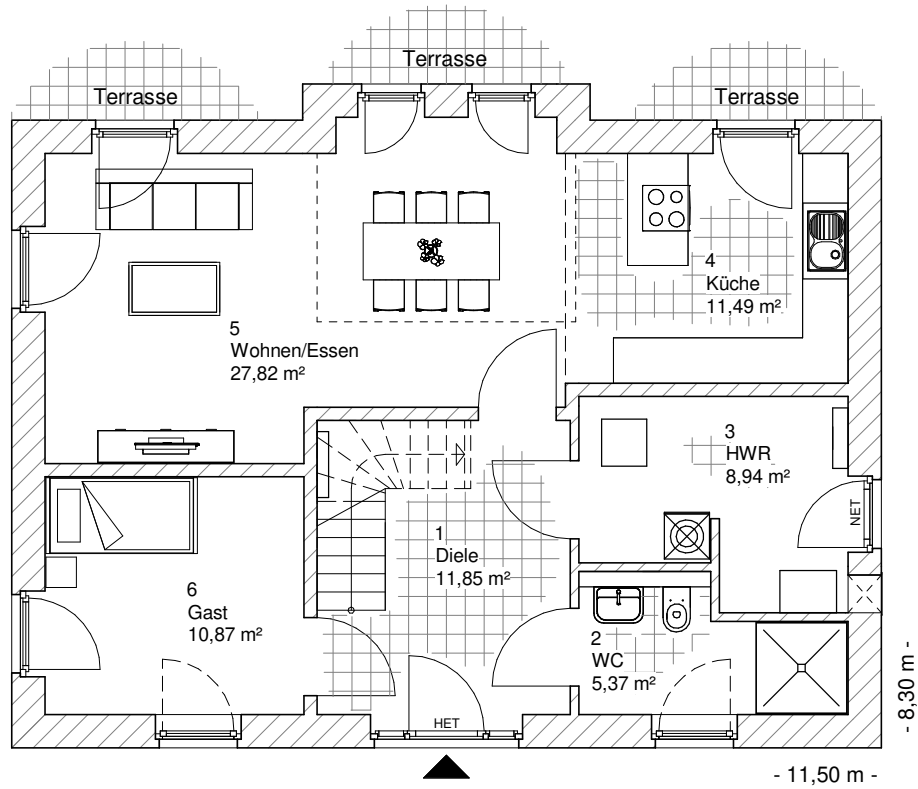 Terrasse
Terrasse
Terrasse
4
Küche
11,49 m²
5
Wohnen/Essen
27,82 m²
3
HWR
8,94 m²
NET
1
Diele
11,85 m²
6
Gast
10,87 m²
2
WC
5,37 m²
HET
- 8,30 m -
- 11,50 m -